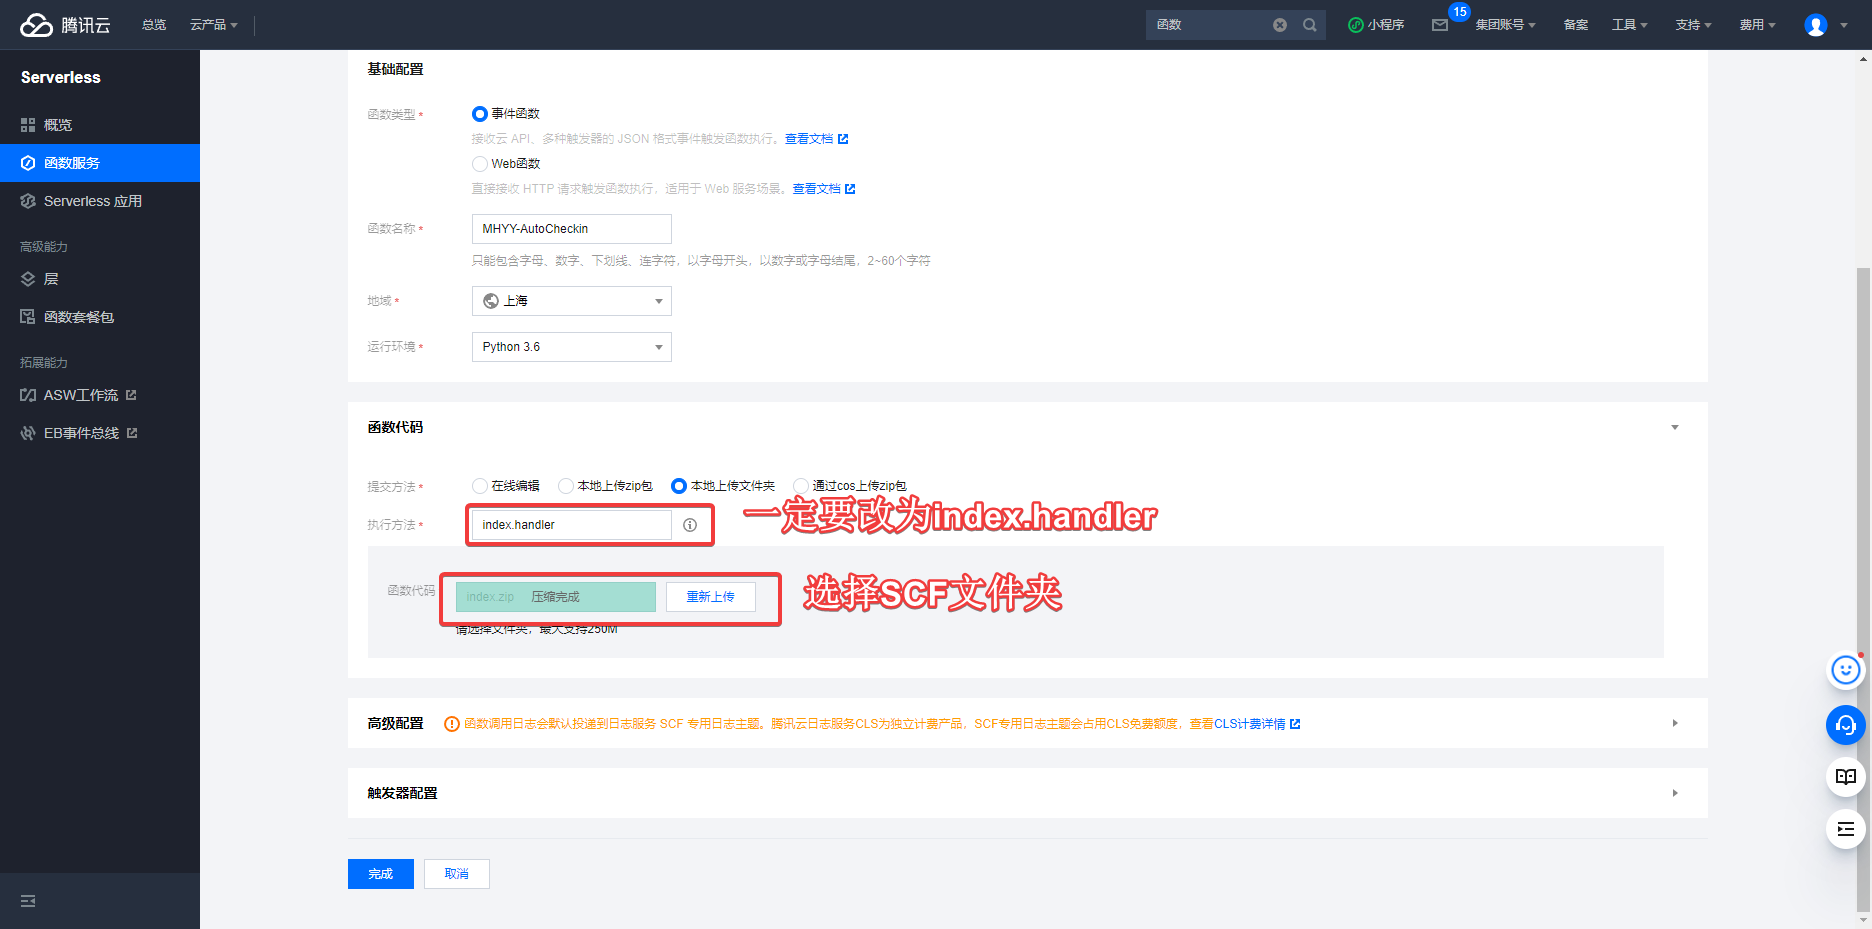 腾讯云
总览
云产品
函数
小程序
15
集团账号
备案
工具
支持
费用
Serverless
概览
函数服务
Serverless 应用
高级能力
层
函数套餐包
拓展能力
ASW工作流
EB事件总线
基础配置
函数类型 *
事件函数
接收云 API、多种触发器的 JSON 格式事件触发函数执行。查看文档
Web函数
直接接收 HTTP 请求触发函数执行，适用于 Web 服务场景。查看文档
函数名称 *
MHYY-AutoCheckin
只能包含字母、数字、下划线、连字符，以字母开头，以数字或字母结尾，2~60个字符
地域 *
上海
运行环境 *
Python 3.6
函数代码
提交方法 *
在线编辑
本地上传zip包
本地上传文件夹
通过cos上传zip包
执行方法 *
index.handler
一定要改为index.handler
函数代码
index.zip
压缩完成
重新上传
选择SCF文件夹
请选择文件夹，最大支持250M
高级配置
函数调用日志会默认投递到日志服务 SCF 专用日志主题。腾讯云日志服务CLS为独立计费产品，SCF专用日志主题会占用CLS免费额度，查看CLS计费详情
触发器配置
完成
取消